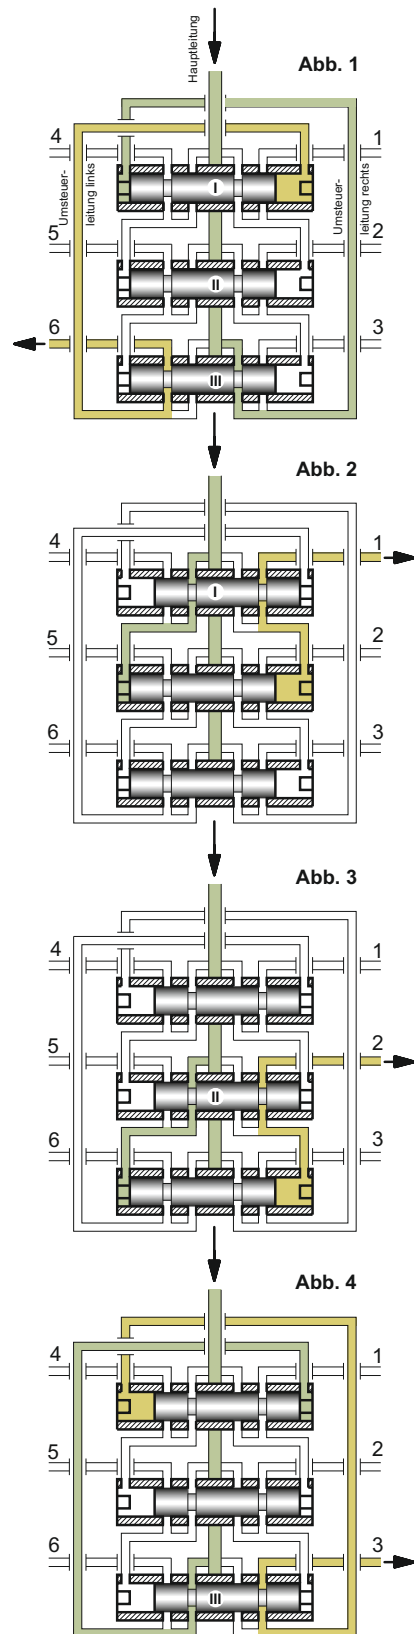 Hauptleitung
Abb. 1
4
1
Umsteuer-
leitung links
Umsteuer-
leitung rechts
I
5
2
II
6
3
III
Abb. 2
4
1
I
5
2
6
3
Abb. 3
4
1
5
2
II
6
3
Abb. 4
4
1
5
2
6
3
III